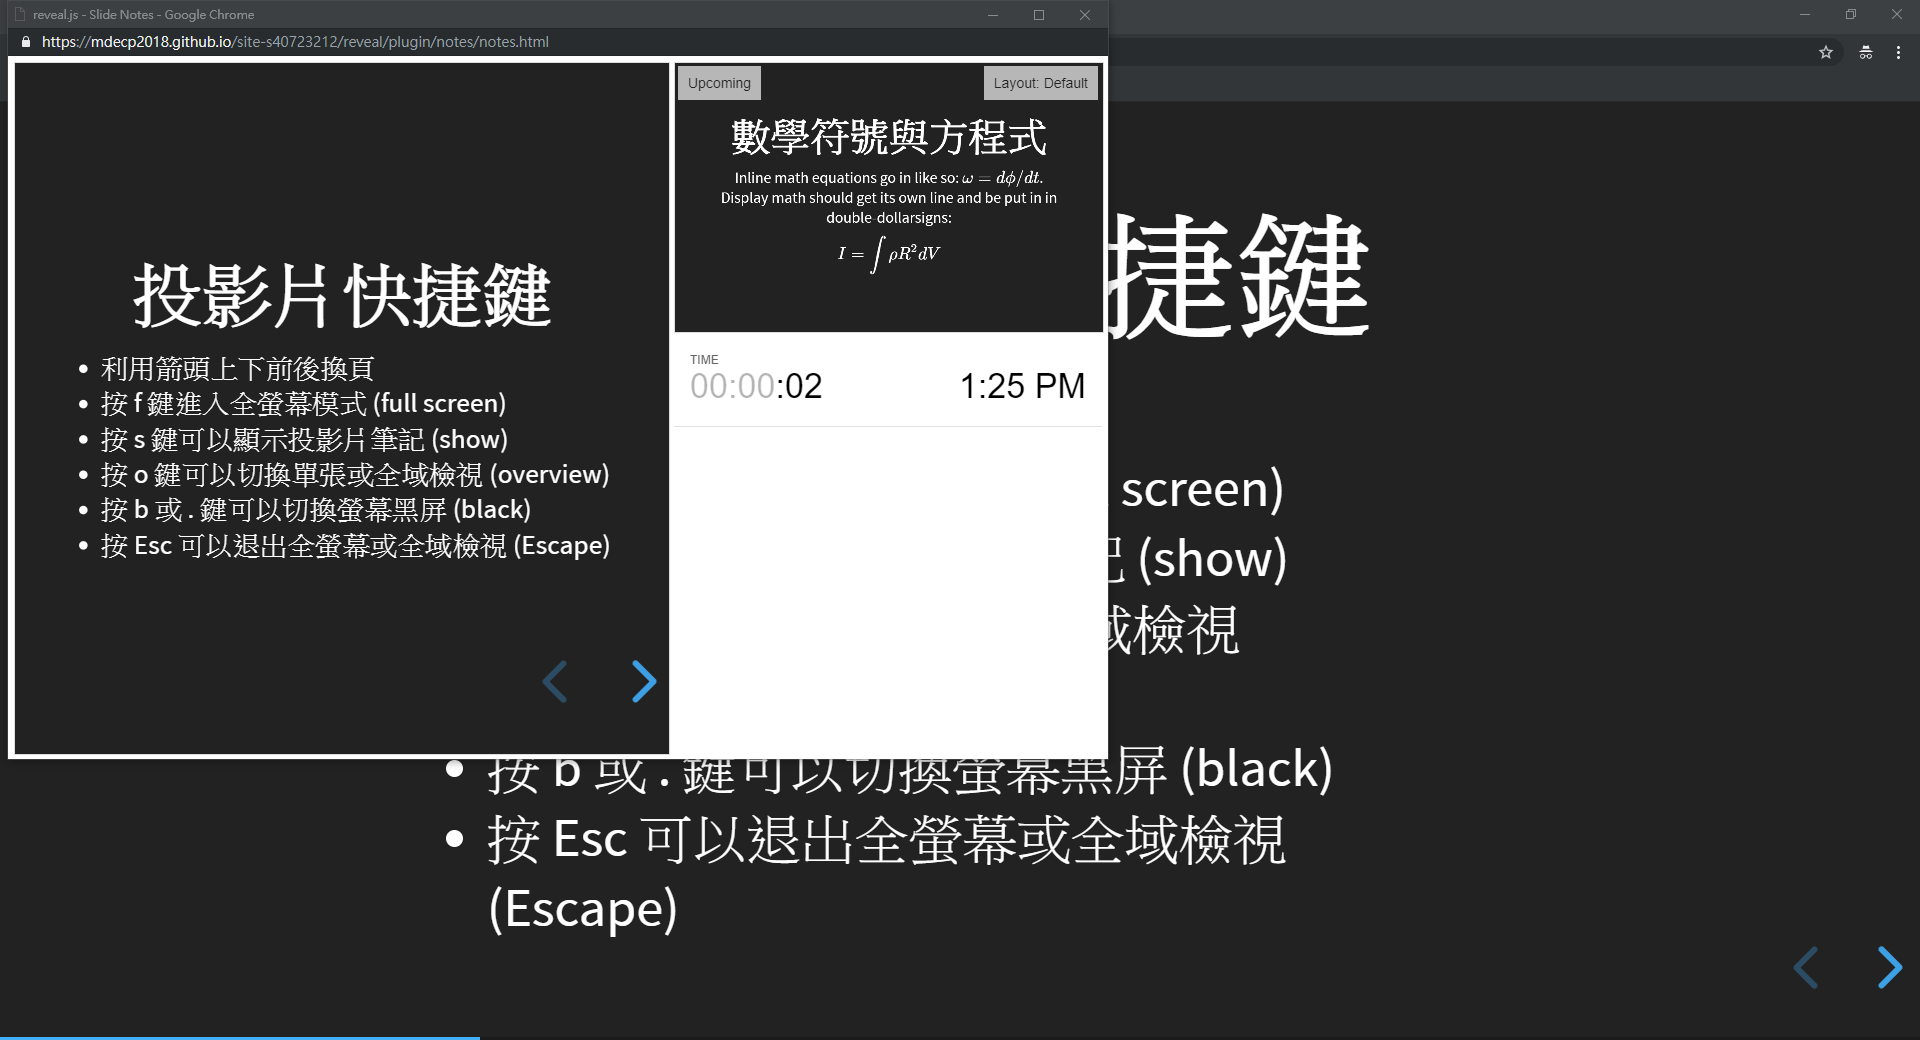 reveal.js - Slide Notes - Google Chrome
https://mdecp2018.github.io/site-s40723212/reveal/plugin/notes/notes.html
投影片快捷鍵
利用箭頭上下前後換頁
按 f 鍵進入全螢幕模式 (full screen)
按 s 鍵可以顯示投影片筆記 (show)
按 o 鍵可以切換單張或全域檢視 (overview)
按 b 或 . 鍵可以切換螢幕黑屏 (black)
按 Esc 可以退出全螢幕或全域檢視 (Escape)
Upcoming
Layout: Default
數學符號與方程式
Inline math equations go in like so: ω = dϕ/dt.
Display math should get its own line and be put in in
double-dollarsigns:
I = ∫ ρR²dV
TIME
00:00:02
1:25 PM
捷鍵
screen)
(show)
域檢視
按 b 或 . 鍵可以切換螢幕黑屏 (black)
按 Esc 可以退出全螢幕或全域檢視
(Escape)